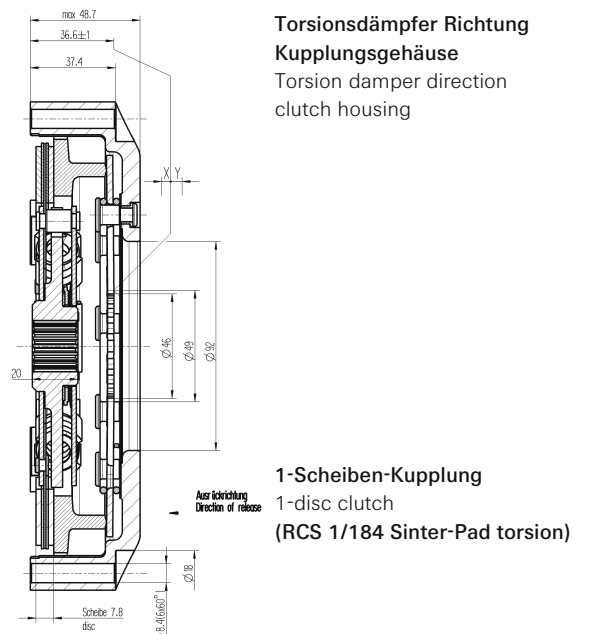 max 48.7
36.6±1
37.4
Torsionsdämpfer Richtung
Kupplungsgehäuse
Torsion damper direction
clutch housing
X Y
20
Ø46
Ø49
Ø92
Ausrückrichtung
Direction of release
1-Scheiben-Kupplung
1-disc clutch
(RCS 1/184 Sinter-Pad torsion)
Ø18
8.4(6x60°)
Scheibe 7.8
disc